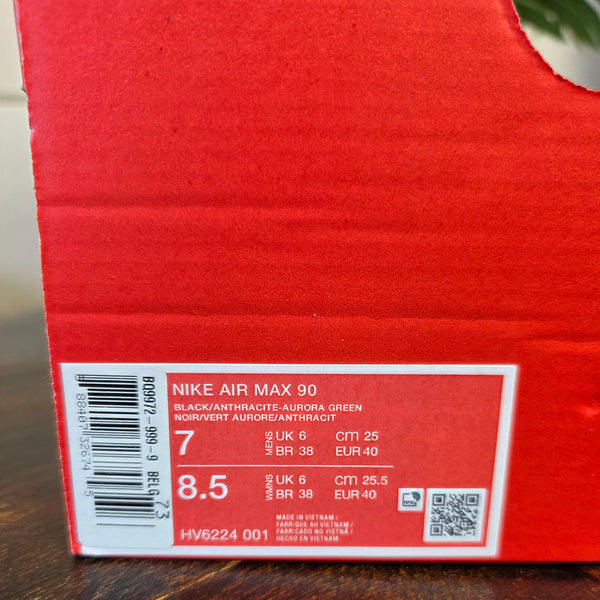 NIKE AIR MAX 90
BLACK/ANTHRACITE-AURORA GREEN
NOIR/VERT AURORE/ANTHRACIT
7 MENS UK 6 CM 25
BR 38 EUR 40
8.5 WMNS UK 6 CM 25.5
BR 38 EUR 40
HV6224 001
MADE IN VIETNAM /
FABRIQUE AU VIETNAM /
FABRICADO NO VIETNÃ /
HECHO EN VIETNAM
BQ9972-999-9 BELG 73